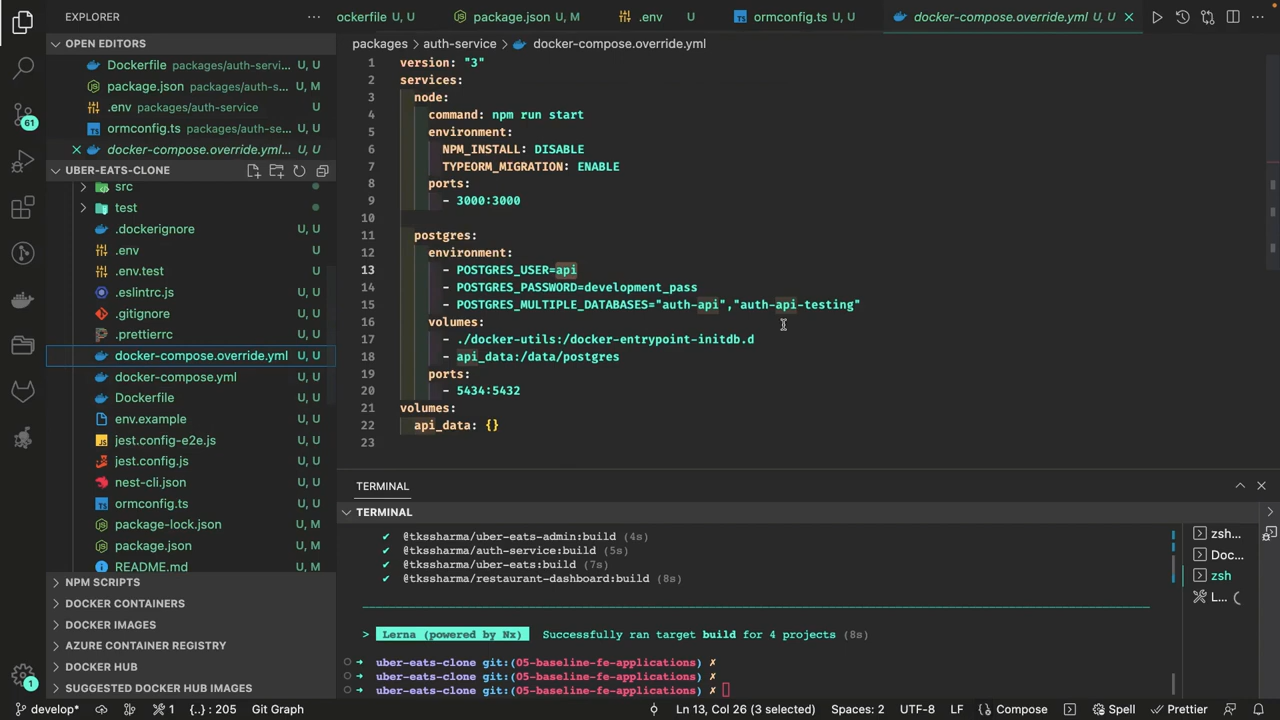 EXPLORER
OPEN EDITORS
Dockerfile packages/auth-servi... U, U
package.json packages/auth-s... U, M
.env packages/auth-service U
ormconfig.ts packages/auth-se... U, U
docker-compose.override.yml... U, U
UBER-EATS-CLONE
src
test
.dockerignore U, U
.env U, U
.env.test U, U
.eslintrc.js U, U
.gitignore U, U
.prettierrc U, U
docker-compose.override.yml U, U
docker-compose.yml U, U
Dockerfile U, U
env.example U, U
jest.config-e2e.js U, U
jest.config.js U, U
nest-cli.json U, U
ormconfig.ts U, U
package-lock.json U, M
package.json U, M
README.md U, U
NPM SCRIPTS
DOCKER CONTAINERS
DOCKER IMAGES
AZURE CONTAINER REGISTRY
DOCKER HUB
SUGGESTED DOCKER HUB IMAGES
61
1
ockerfile U, U package.json U, M .env U ormconfig.ts U, U docker-compose.override.yml U, U
packages > auth-service > docker-compose.override.yml
1 version: "3"
2 services:
3 node:
4 command: npm run start
5 environment:
6 NPM_INSTALL: DISABLE
7 TYPEORM_MIGRATION: ENABLE
8 ports:
9 - 3000:3000
10
11 postgres:
12 environment:
13 - POSTGRES_USER=api
14 - POSTGRES_PASSWORD=development_pass
15 - POSTGRES_MULTIPLE_DATABASES="auth-api","auth-api-testing"
16 volumes:
17 - ./docker-utils:/docker-entrypoint-initdb.d
18 - api_data:/data/postgres
19 ports:
20 - 5434:5432
21 volumes:
22 api_data: {}
23
TERMINAL
TERMINAL
✔ @tkssharma/uber-eats-admin:build (4s)
✔ @tkssharma/auth-service:build (5s)
✔ @tkssharma/uber-eats:build (7s)
✔ @tkssharma/restaurant-dashboard:build (8s)
> Lerna (powered by Nx) Successfully ran target build for 4 projects (8s)
➜ uber-eats-clone git:(05-baseline-fe-applications) ✗
➜ uber-eats-clone git:(05-baseline-fe-applications) ✗
➜ uber-eats-clone git:(05-baseline-fe-applications) ✗
zsh...
Doc...
zsh
L...
develop* 1 {..} : 205 Git Graph Ln 13, Col 26 (3 selected) Spaces: 2 UTF-8 LF Compose Spell Prettier